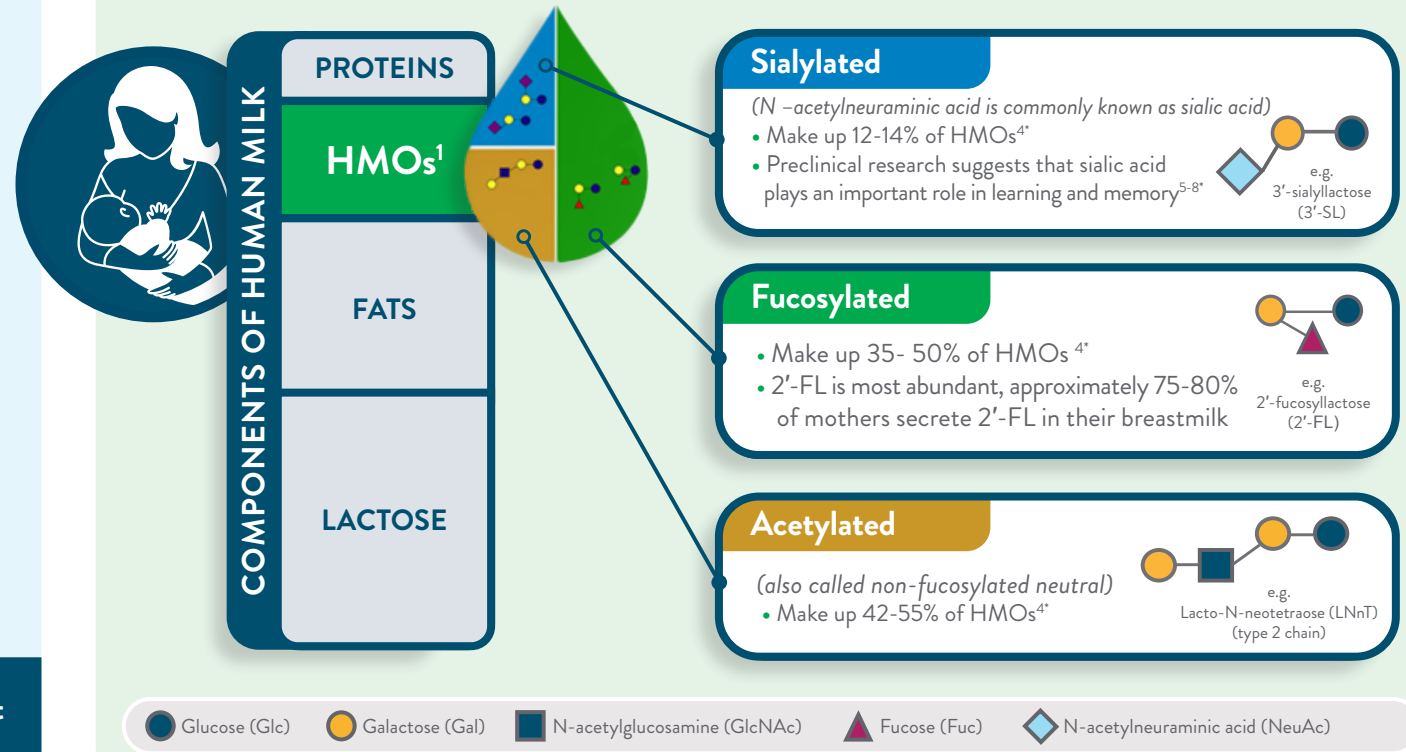 COMPONENTS OF HUMAN MILK
PROTEINS
HMOs1
FATS
LACTOSE
Sialylated
(N –acetylneuraminic acid is commonly known as sialic acid)
• Make up 12-14% of HMOs4*
• Preclinical research suggests that sialic acid
plays an important role in learning and memory5-8*
e.g.
3′-sialyllactose
(3′-SL)
Fucosylated
• Make up 35- 50% of HMOs 4*
• 2′-FL is most abundant, approximately 75-80%
of mothers secrete 2′-FL in their breastmilk
e.g.
2′-fucosyllactose
(2′-FL)
Acetylated
(also called non-fucosylated neutral)
• Make up 42-55% of HMOs4*
e.g.
Lacto-N-neotetraose (LNnT)
(type 2 chain)
Glucose (Glc)
Galactose (Gal)
N-acetylglucosamine (GlcNAc)
Fucose (Fuc)
N-acetylneuraminic acid (NeuAc)